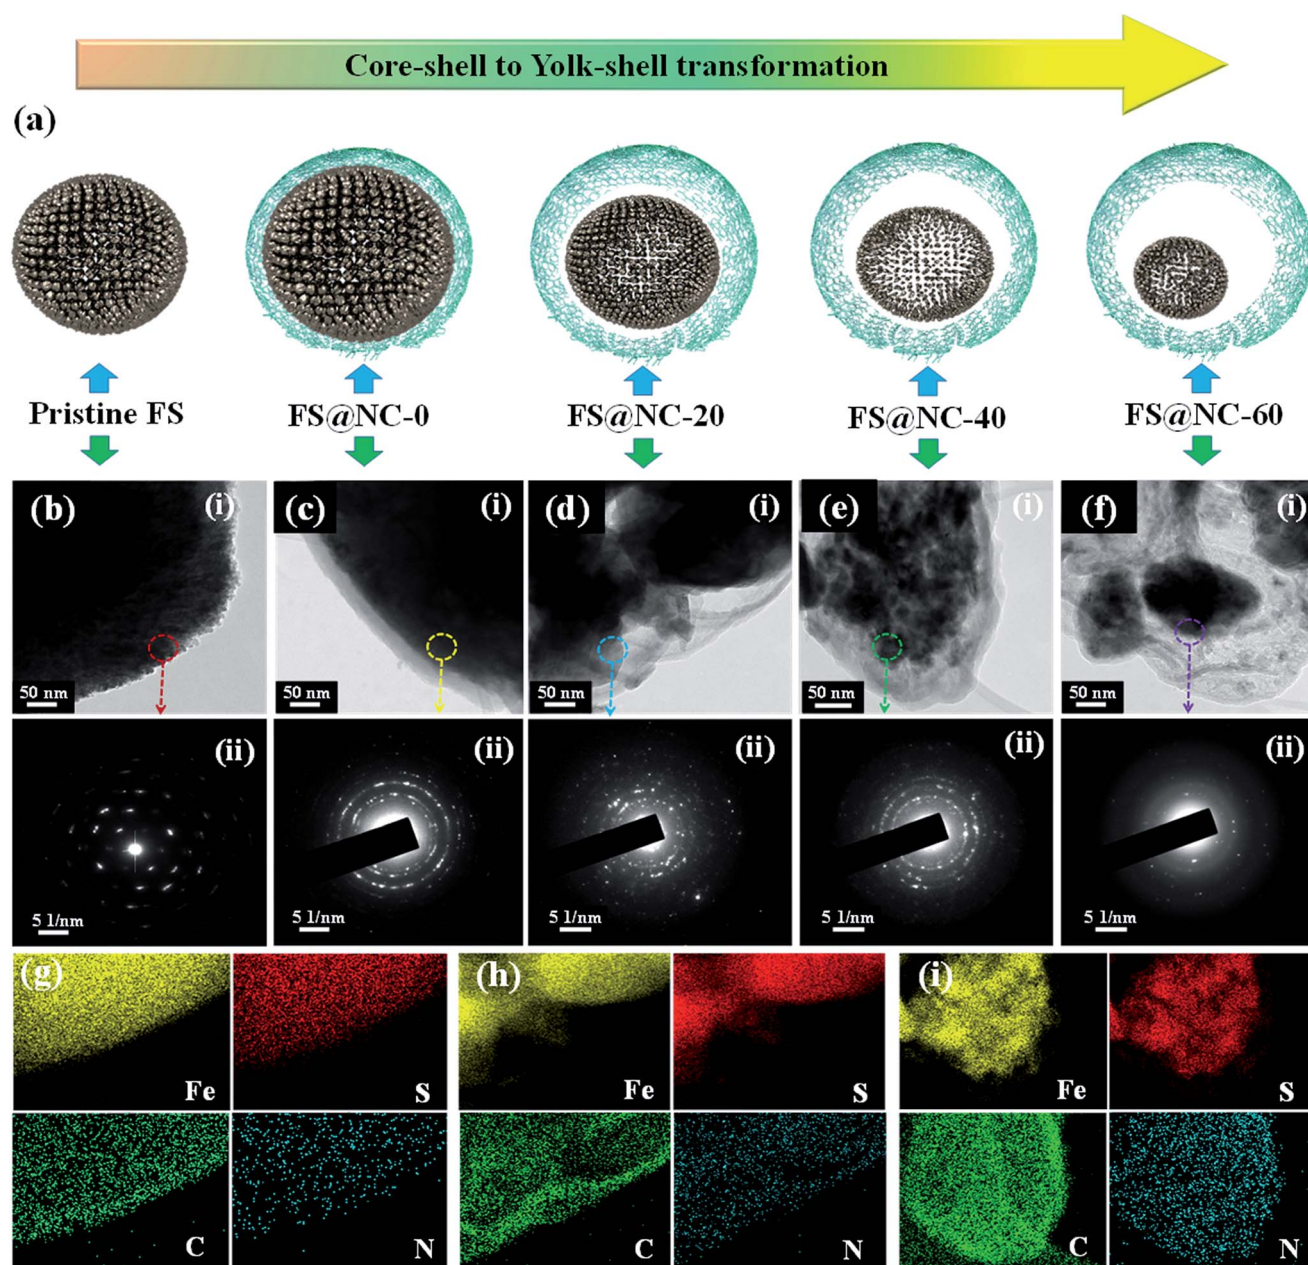 Core-shell to Yolk-shell transformation
(a)
Pristine FS FS@NC-0 FS@NC-20 FS@NC-40 FS@NC-60
(b) (i) (c) (i) (d) (i) (e) (i) (f) (i)
50 nm 50 nm 50 nm 50 nm 50 nm
(ii) (ii) (ii) (ii) (ii)
5 1/nm 5 1/nm 5 1/nm 5 1/nm 5 1/nm
(g) (h) (i)
Fe S Fe S Fe S
C N C N C N